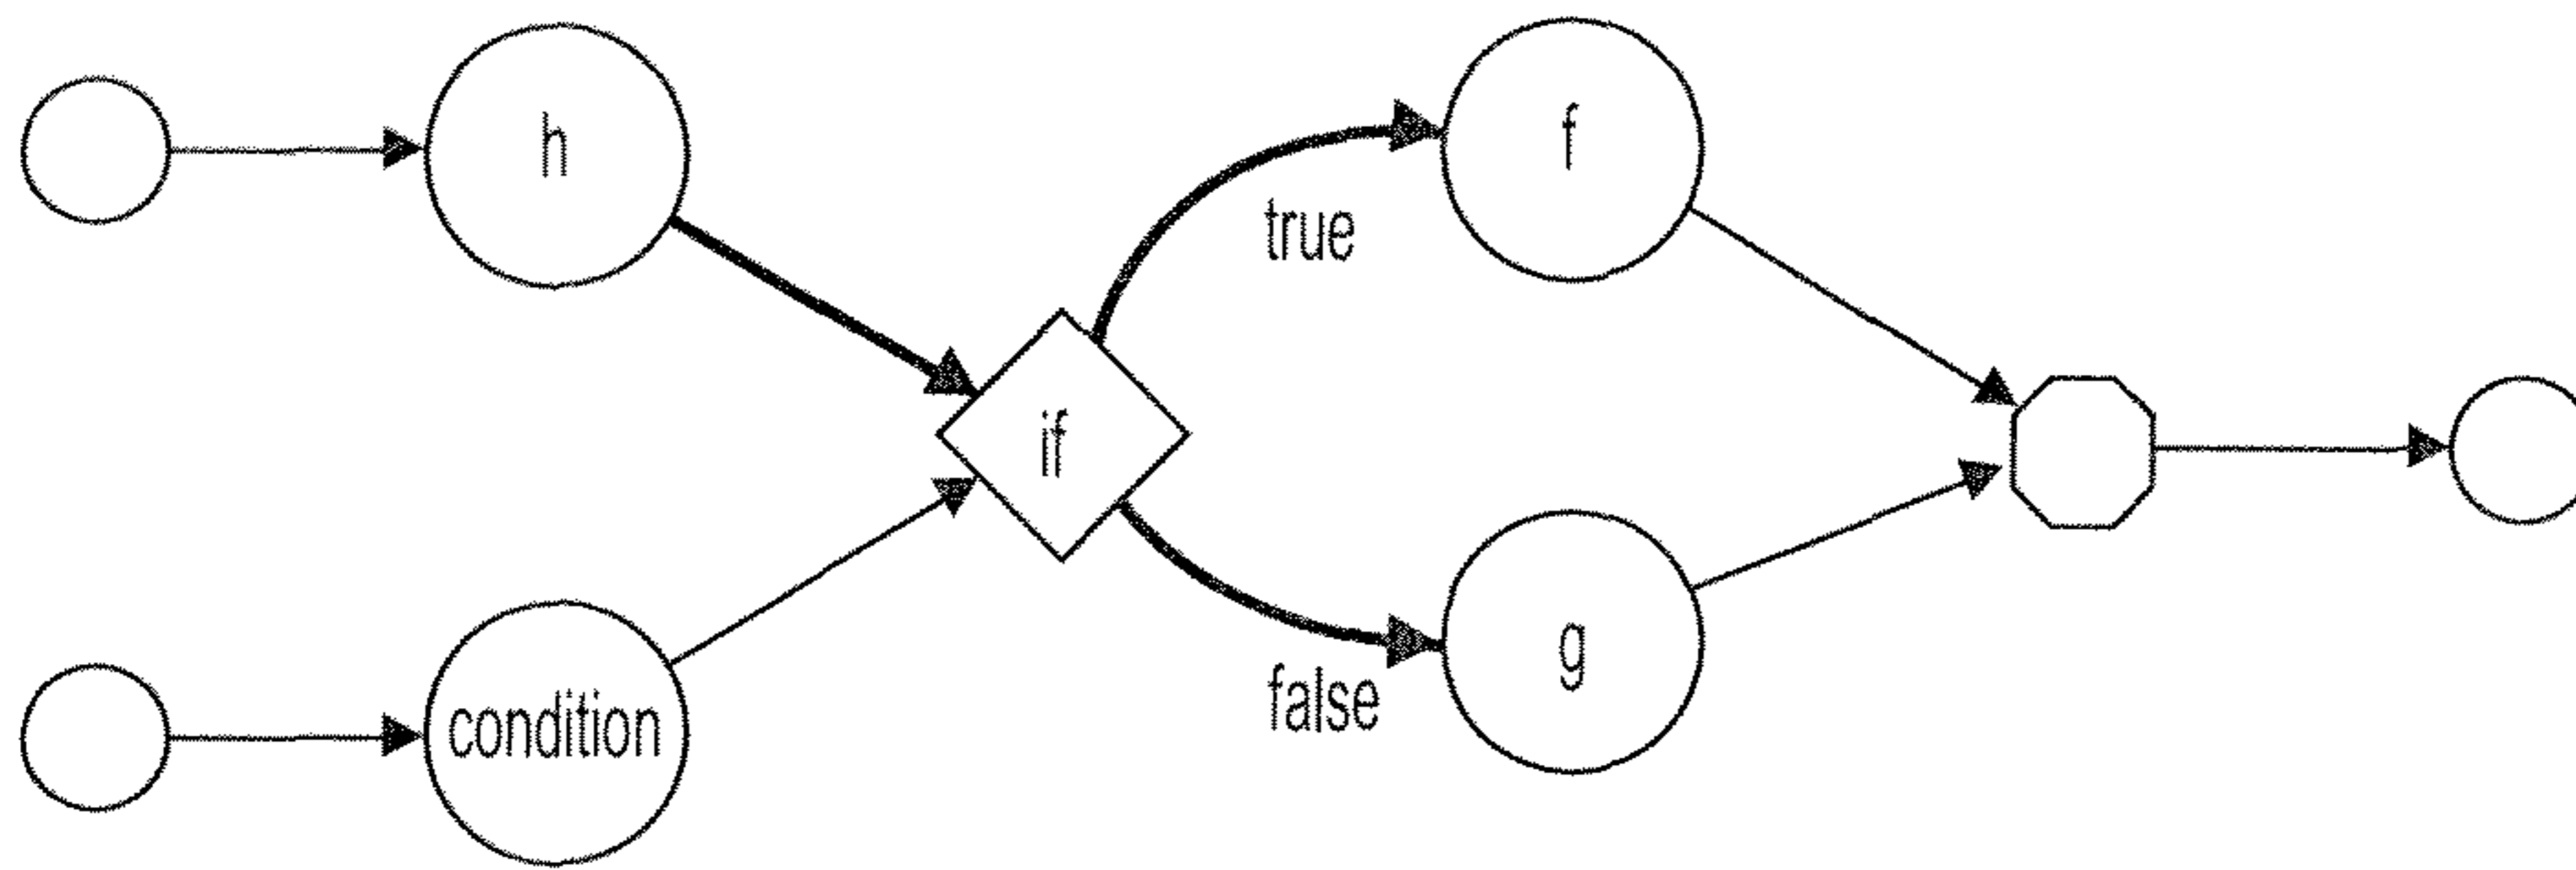 h
f
true
if
g
false
condition